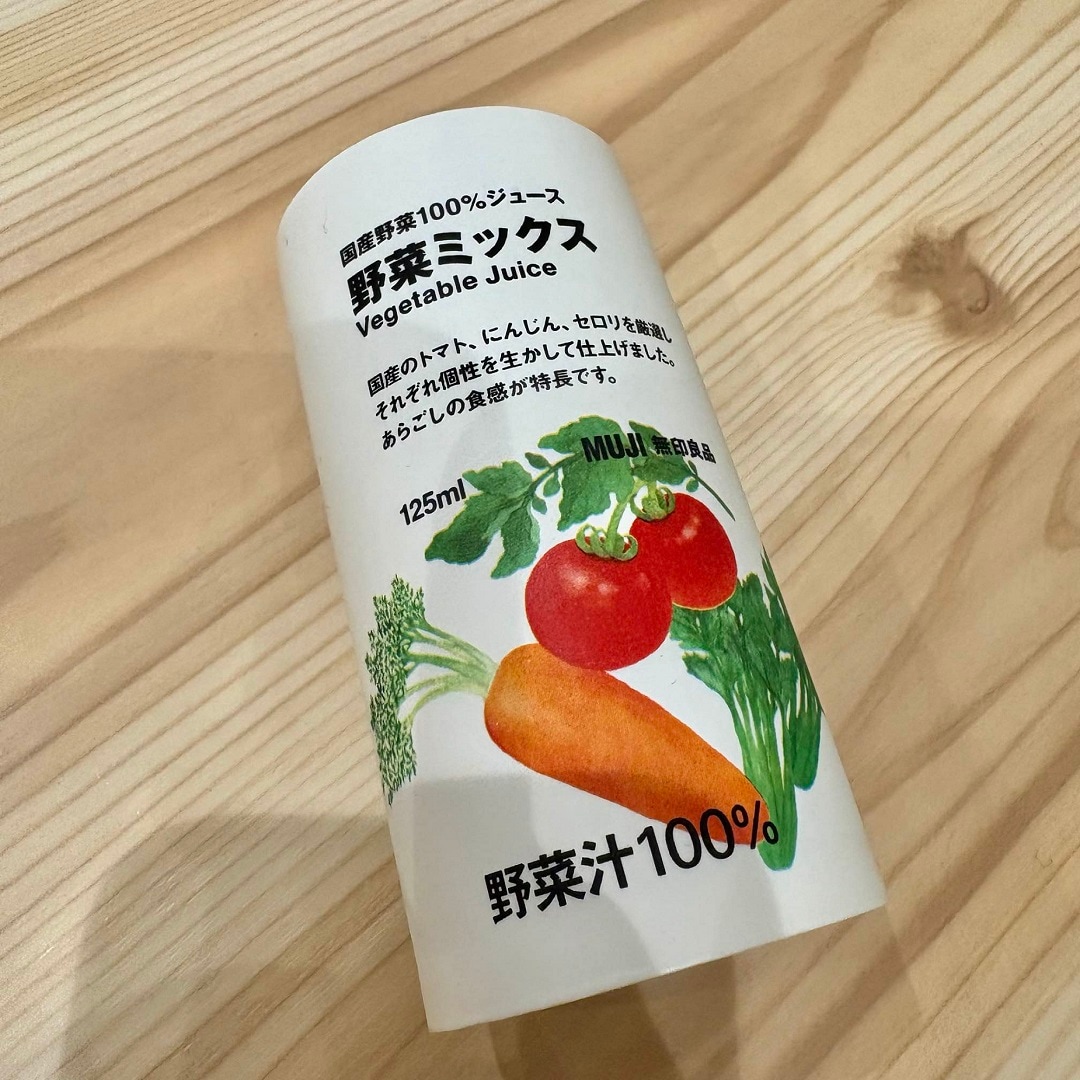 国産野菜100%ジュース
野菜ミックス
Vegetable Juice
国産のトマト、にんじん、セロリを厳選し
それぞれ個性を生かして仕上げました。
あらごしの食感が特長です。
MUJI 無印良品
125ml
野菜汁100%